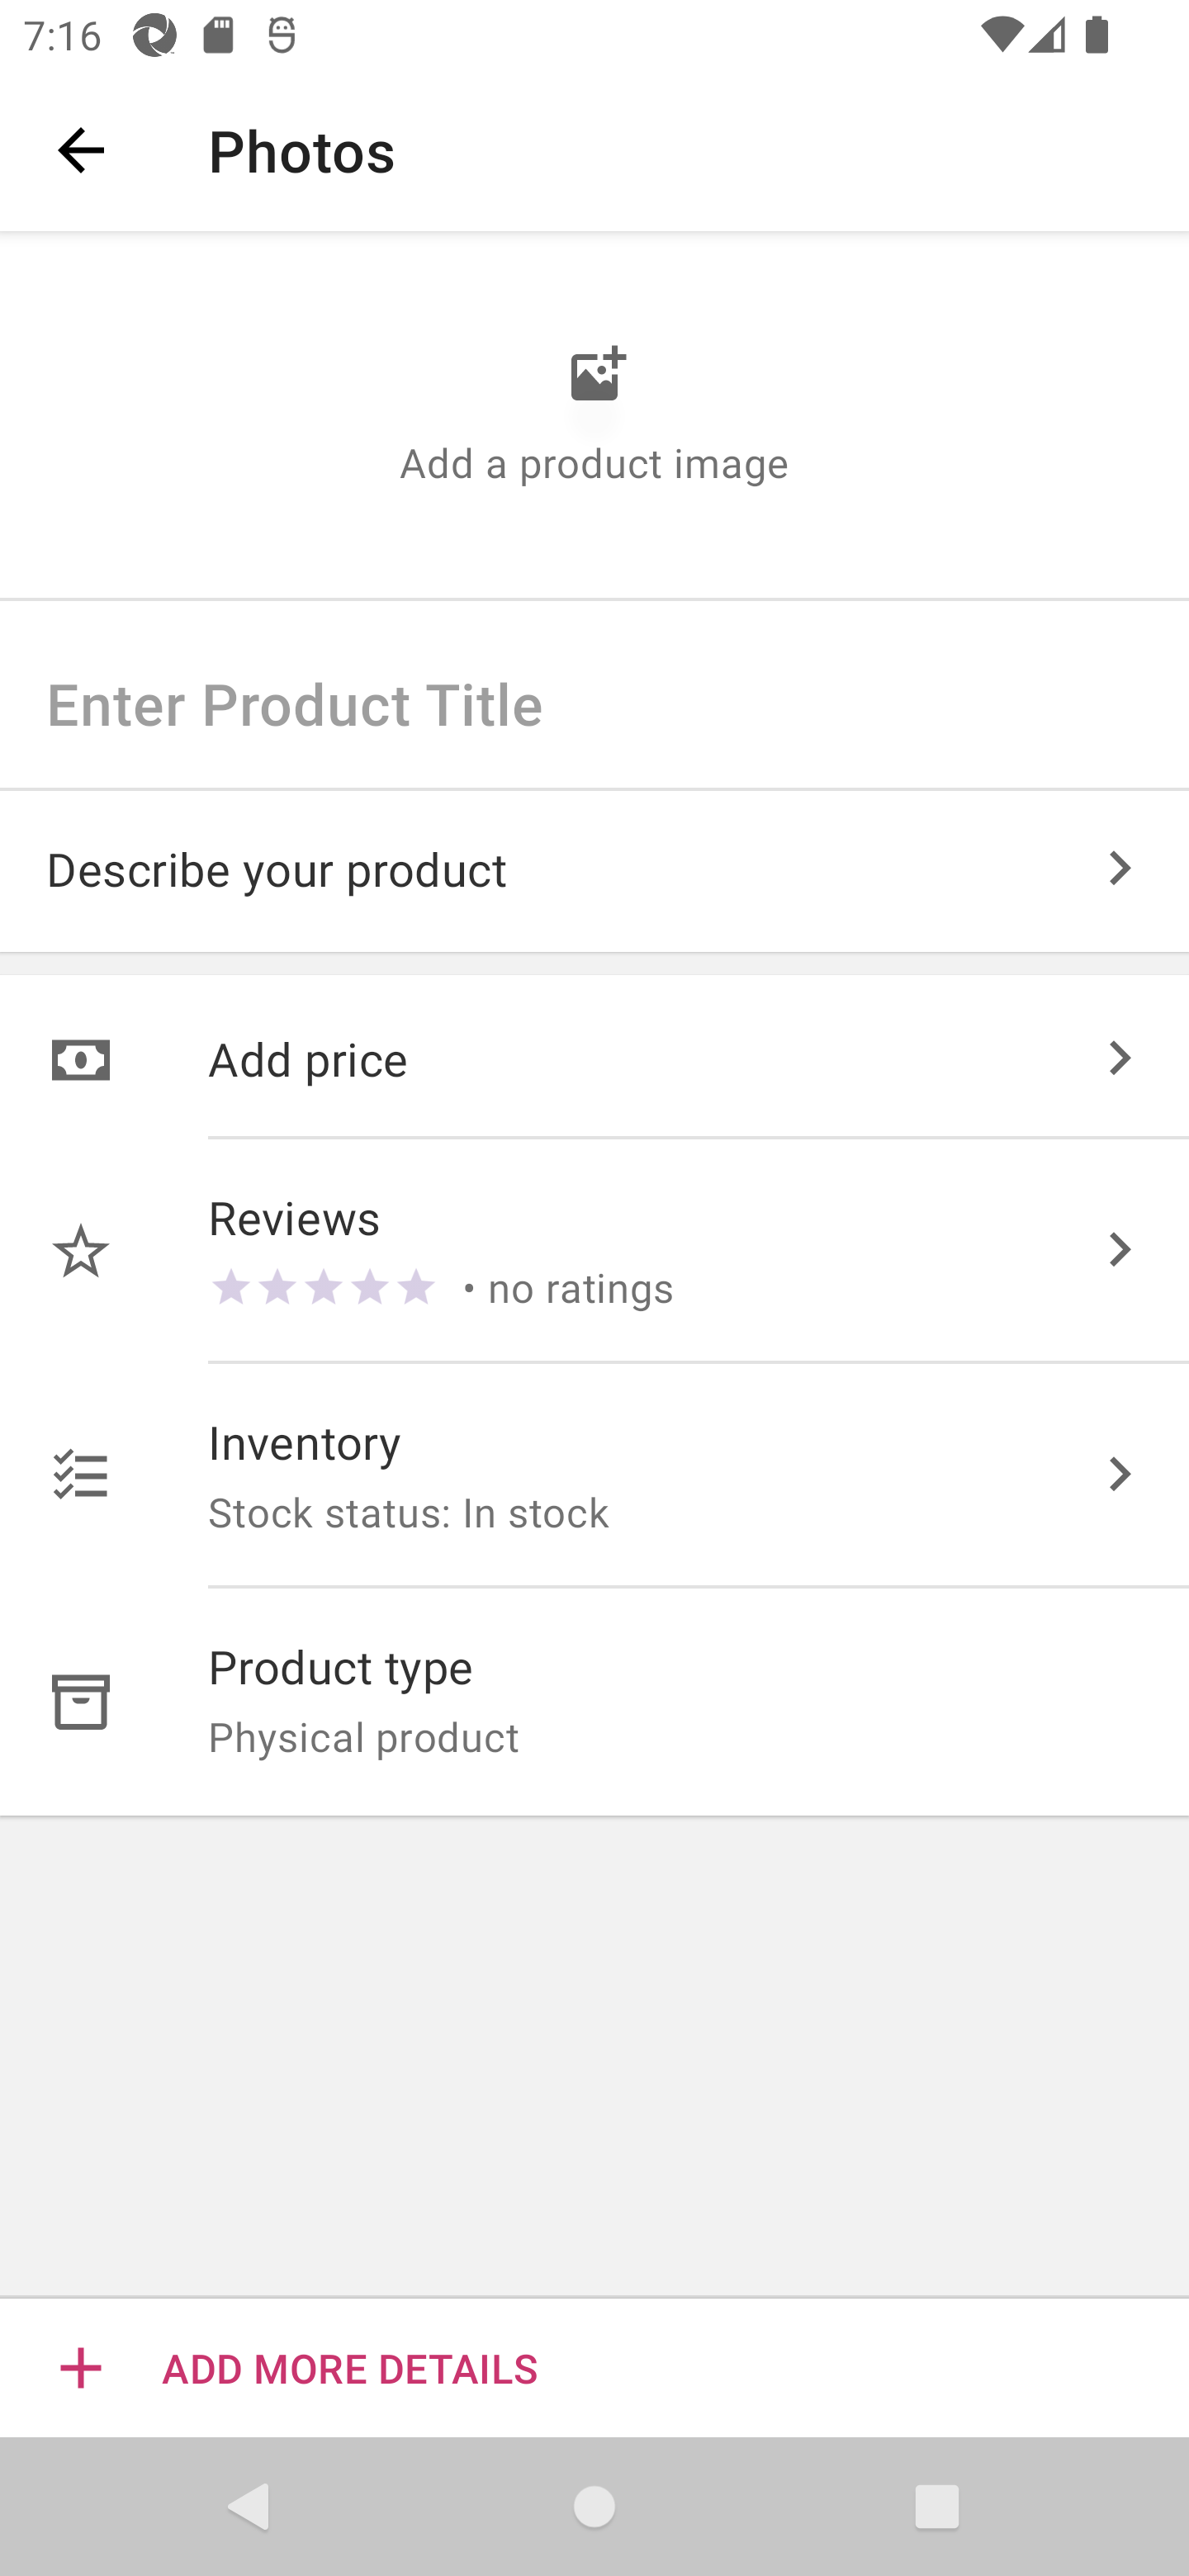 7:16
Photos
Add a product image
Enter Product Title
Describe your product
Add price
Reviews
• no ratings
Inventory
Stock status: In stock
Product type
Physical product
ADD MORE DETAILS